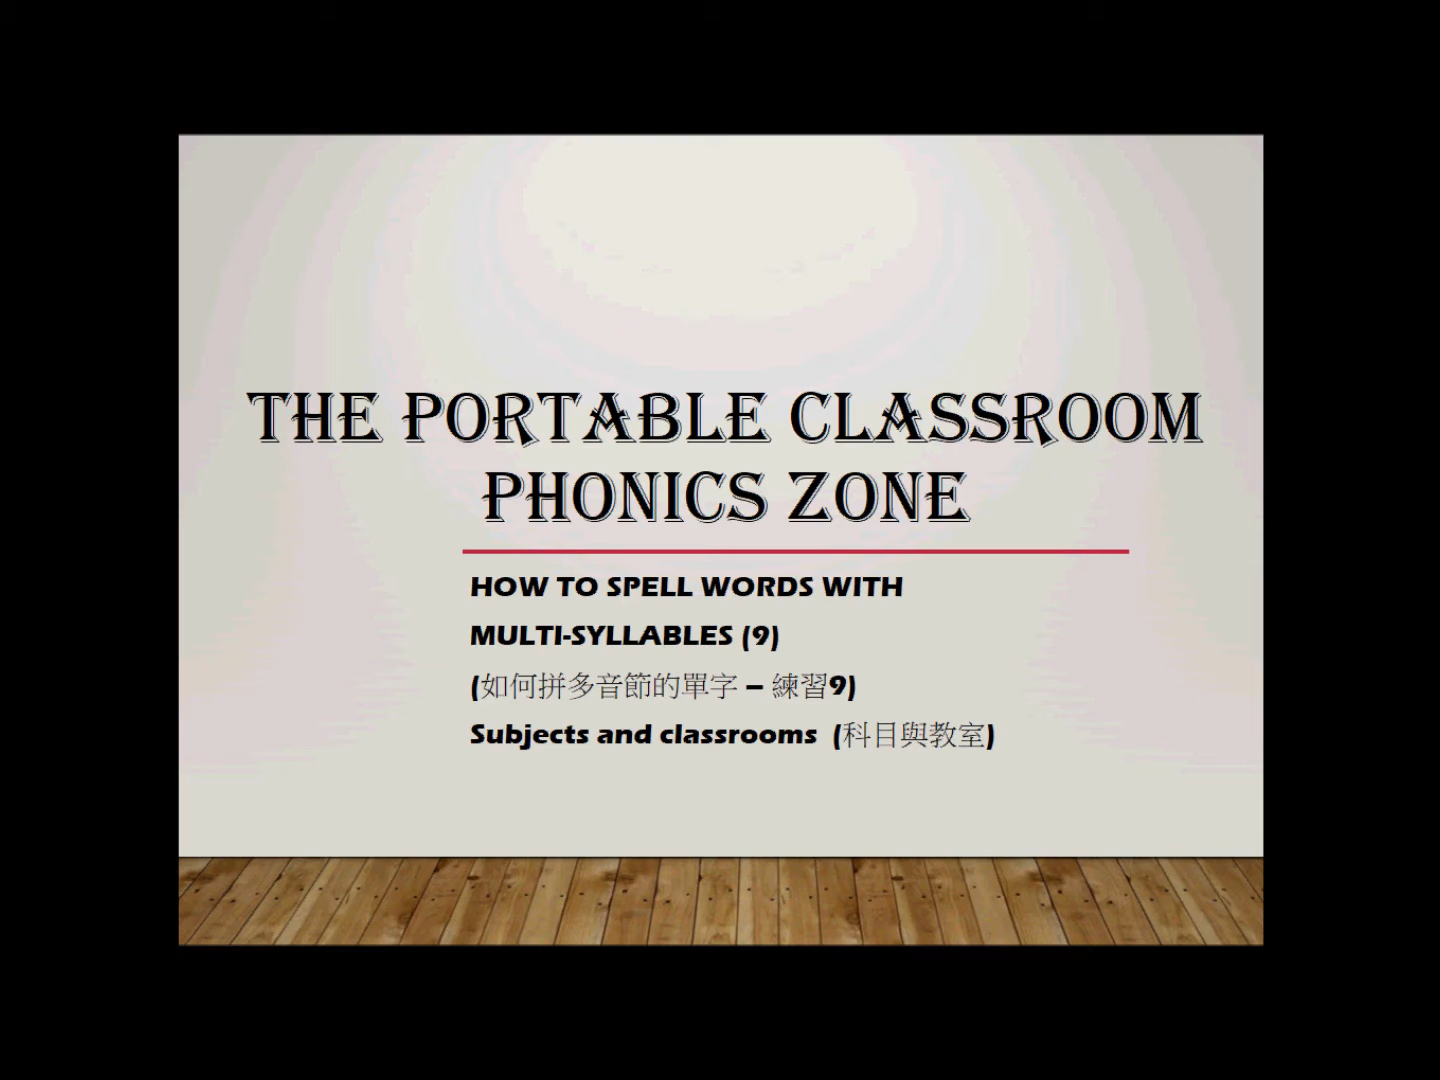 THE PORTABLE CLASSROOM
PHONICS ZONE
HOW TO SPELL WORDS WITH
MULTI-SYLLABLES (9)
(如何拼多音節的單字 – 練習9)
Subjects and classrooms (科目與教室)